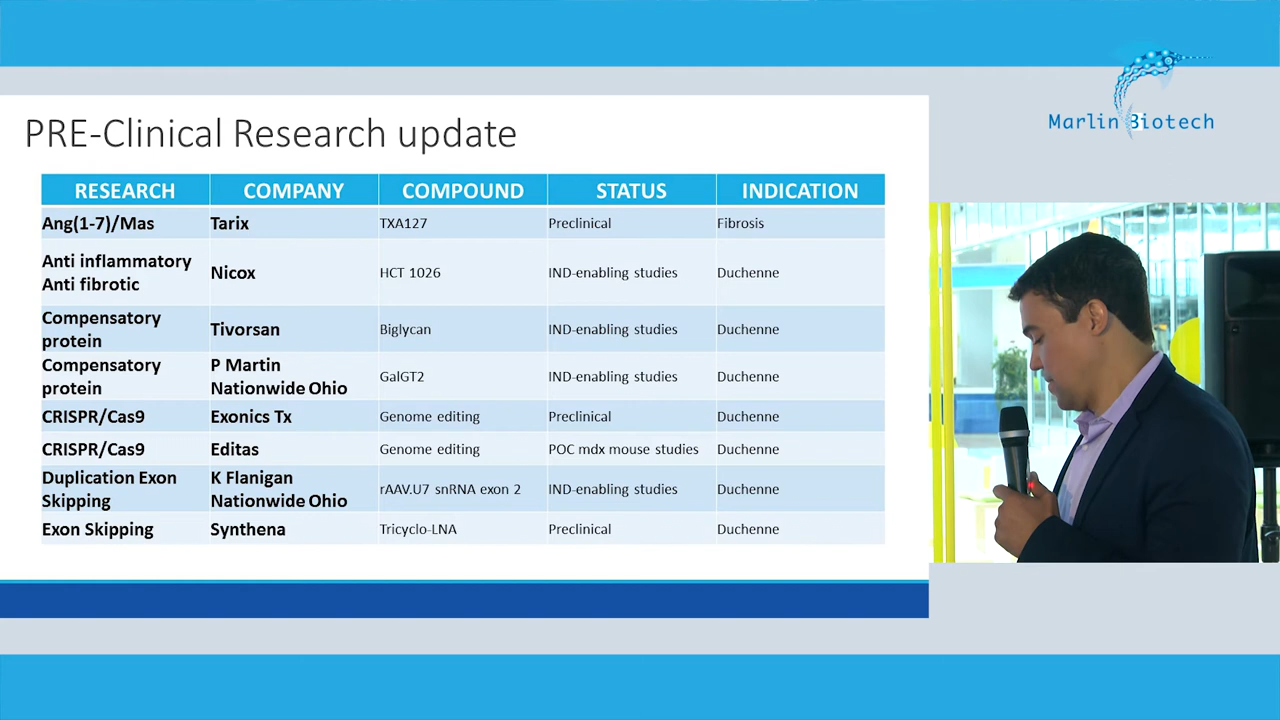 Marlin Biotech
PRE-Clinical Research update
RESEARCH COMPANY COMPOUND STATUS INDICATION
Ang(1-7)/Mas Tarix TXA127 Preclinical Fibrosis
Anti inflammatory
Anti fibrotic Nicox HCT 1026 IND-enabling studies Duchenne
Compensatory
protein Tivorsan Biglycan IND-enabling studies Duchenne
Compensatory
protein P Martin
Nationwide Ohio GalGT2 IND-enabling studies Duchenne
CRISPR/Cas9 Exonics Tx Genome editing Preclinical Duchenne
CRISPR/Cas9 Editas Genome editing POC mdx mouse studies Duchenne
Duplication Exon
Skipping K Flanigan
Nationwide Ohio rAAV.U7 snRNA exon 2 IND-enabling studies Duchenne
Exon Skipping Synthena Tricyclo-LNA Preclinical Duchenne